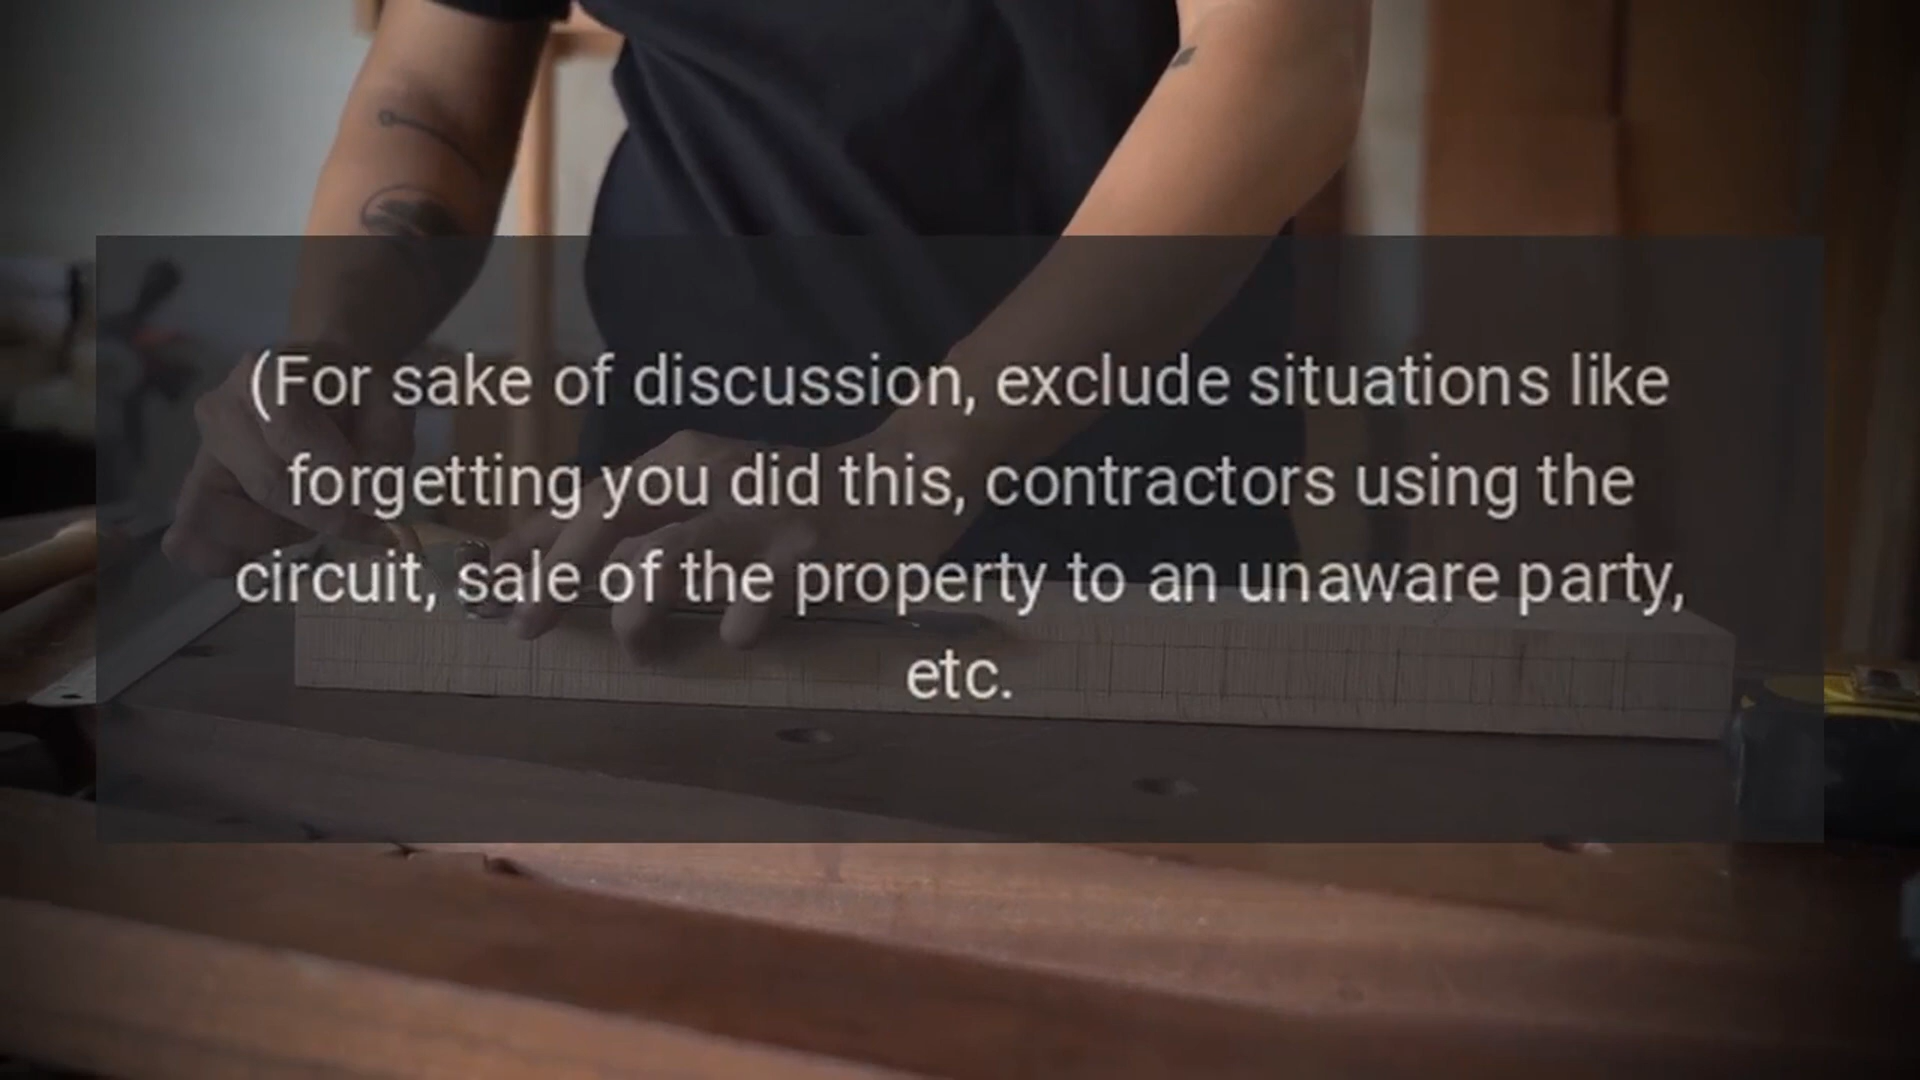 (For sake of discussion, exclude situations like
forgetting you did this, contractors using the
circuit, sale of the property to an unaware party,
etc.